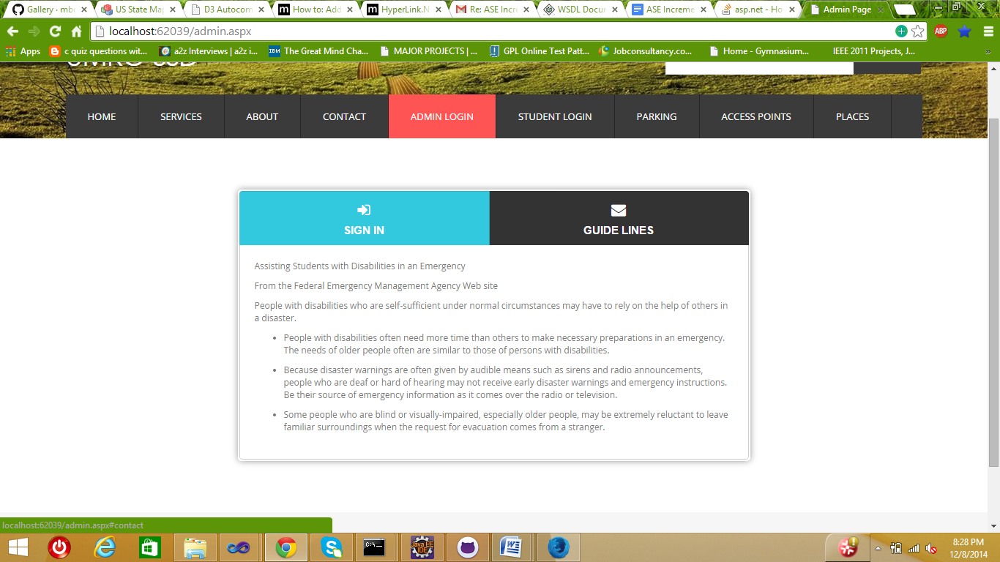 Gallery · mb
US State Ma
D3 Autocom
How to: Add
HyperLink.N
Re: ASE Incr
WSDL Docu
ASE Increme
asp.net - Ho
Admin Page
localhost:62039/admin.aspx
ABP
Apps
c quiz questions wit...
a2z Interviews | a2z i...
IBM
The Great Mind Cha...
MAJOR PROJECTS | ...
GPL Online Test Patt...
Jobconsultancy.co...
Home - Gymnasium...
IEEE 2011 Projects, J...
»
HOME
SERVICES
ABOUT
CONTACT
ADMIN LOGIN
STUDENT LOGIN
PARKING
ACCESS POINTS
PLACES
SIGN IN
GUIDE LINES
Assisting Students with Disabilities in an Emergency
From the Federal Emergency Management Agency Web site
People with disabilities who are self-sufficient under normal circumstances may have to rely on the help of others in
a disaster.
• People with disabilities often need more time than others to make necessary preparations in an emergency.
The needs of older people often are similar to those of persons with disabilities.
• Because disaster warnings are often given by audible means such as sirens and radio announcements,
people who are deaf or hard of hearing may not receive early disaster warnings and emergency instructions.
Be their source of emergency information as it comes over the radio or television.
• Some people who are blind or visually-impaired, especially older people, may be extremely reluctant to leave
familiar surroundings when the request for evacuation comes from a stranger.
localhost:62039/admin.aspx#contact
C:\.
Java EE
IDE
8:28 PM
12/8/2014